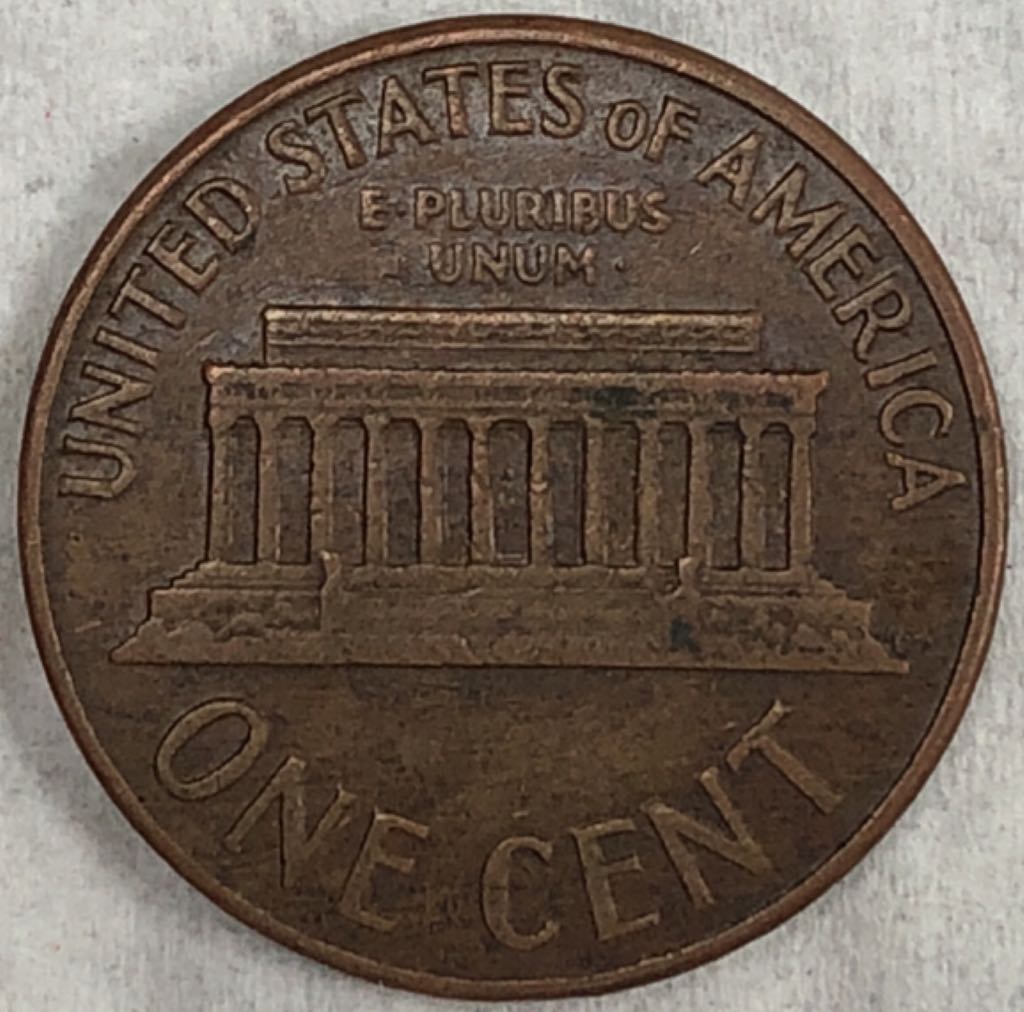 UNITED STATES OF AMERICA
E·PLURIBUS
UNUM·
ONE CENT